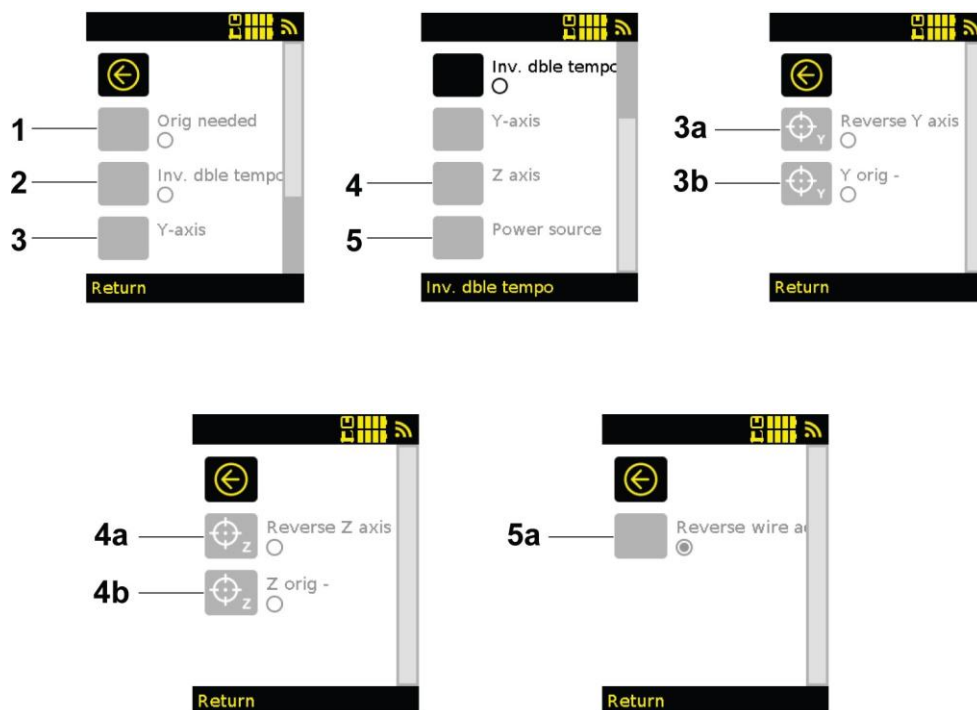 1
Orig needed
2
Inv. dble tempo
3
Y-axis
Return
Inv. dble tempo
Y-axis
4
Z axis
5
Power source
Inv. dble tempo
3a
Y
Reverse Y axis
3b
Y
Y orig -
Return
4a
Z
Reverse Z axis
4b
Z
Z orig -
Return
5a
Reverse wire a
Return